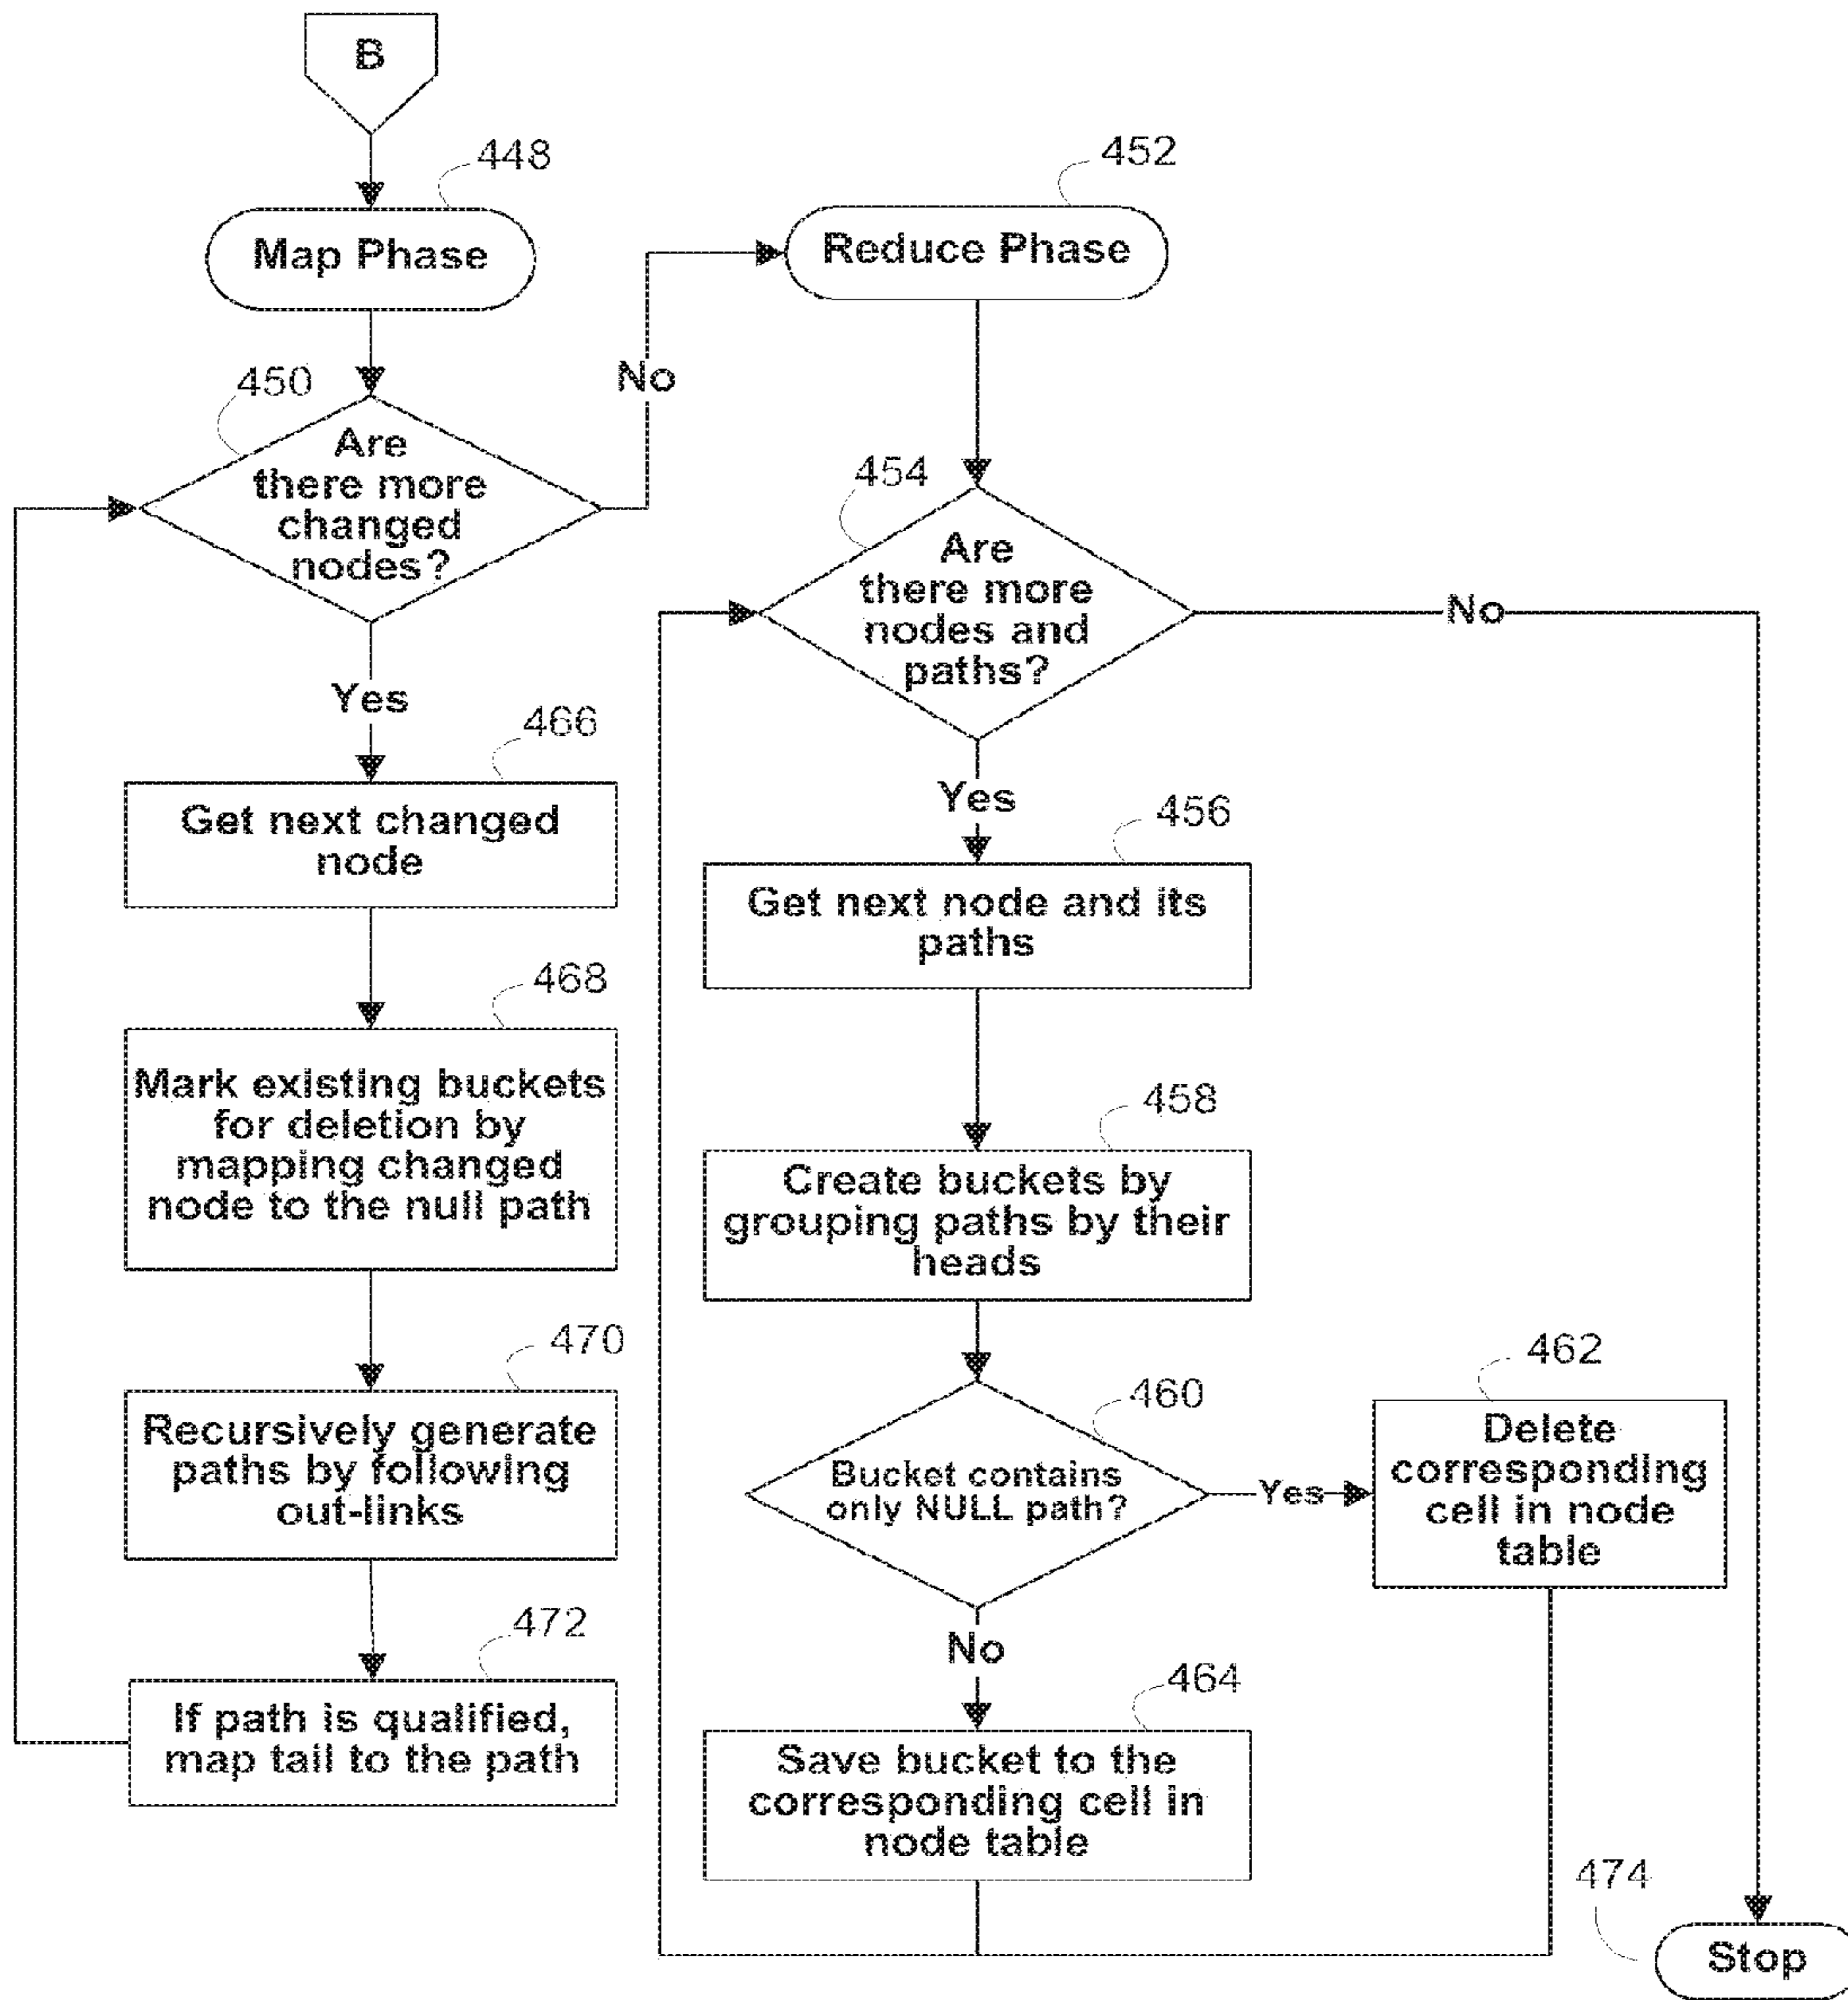 B
448
Map Phase
450
Are
there more
changed
nodes?
No
Yes
466
Get next changed
node
468
Mark existing buckets
for deletion by
mapping changed
node to the null path
470
Recursively generate
paths by following
out-links
472
If path is qualified,
map tail to the path
452
Reduce Phase
454
Are
there more
nodes and
paths?
No
Yes
456
Get next node and its
paths
458
Create buckets by
grouping paths by their
heads
460
Bucket contains
only NULL path?
Yes
462
Delete
corresponding
cell in node
table
No
464
Save bucket to the
corresponding cell in
node table
474
Stop